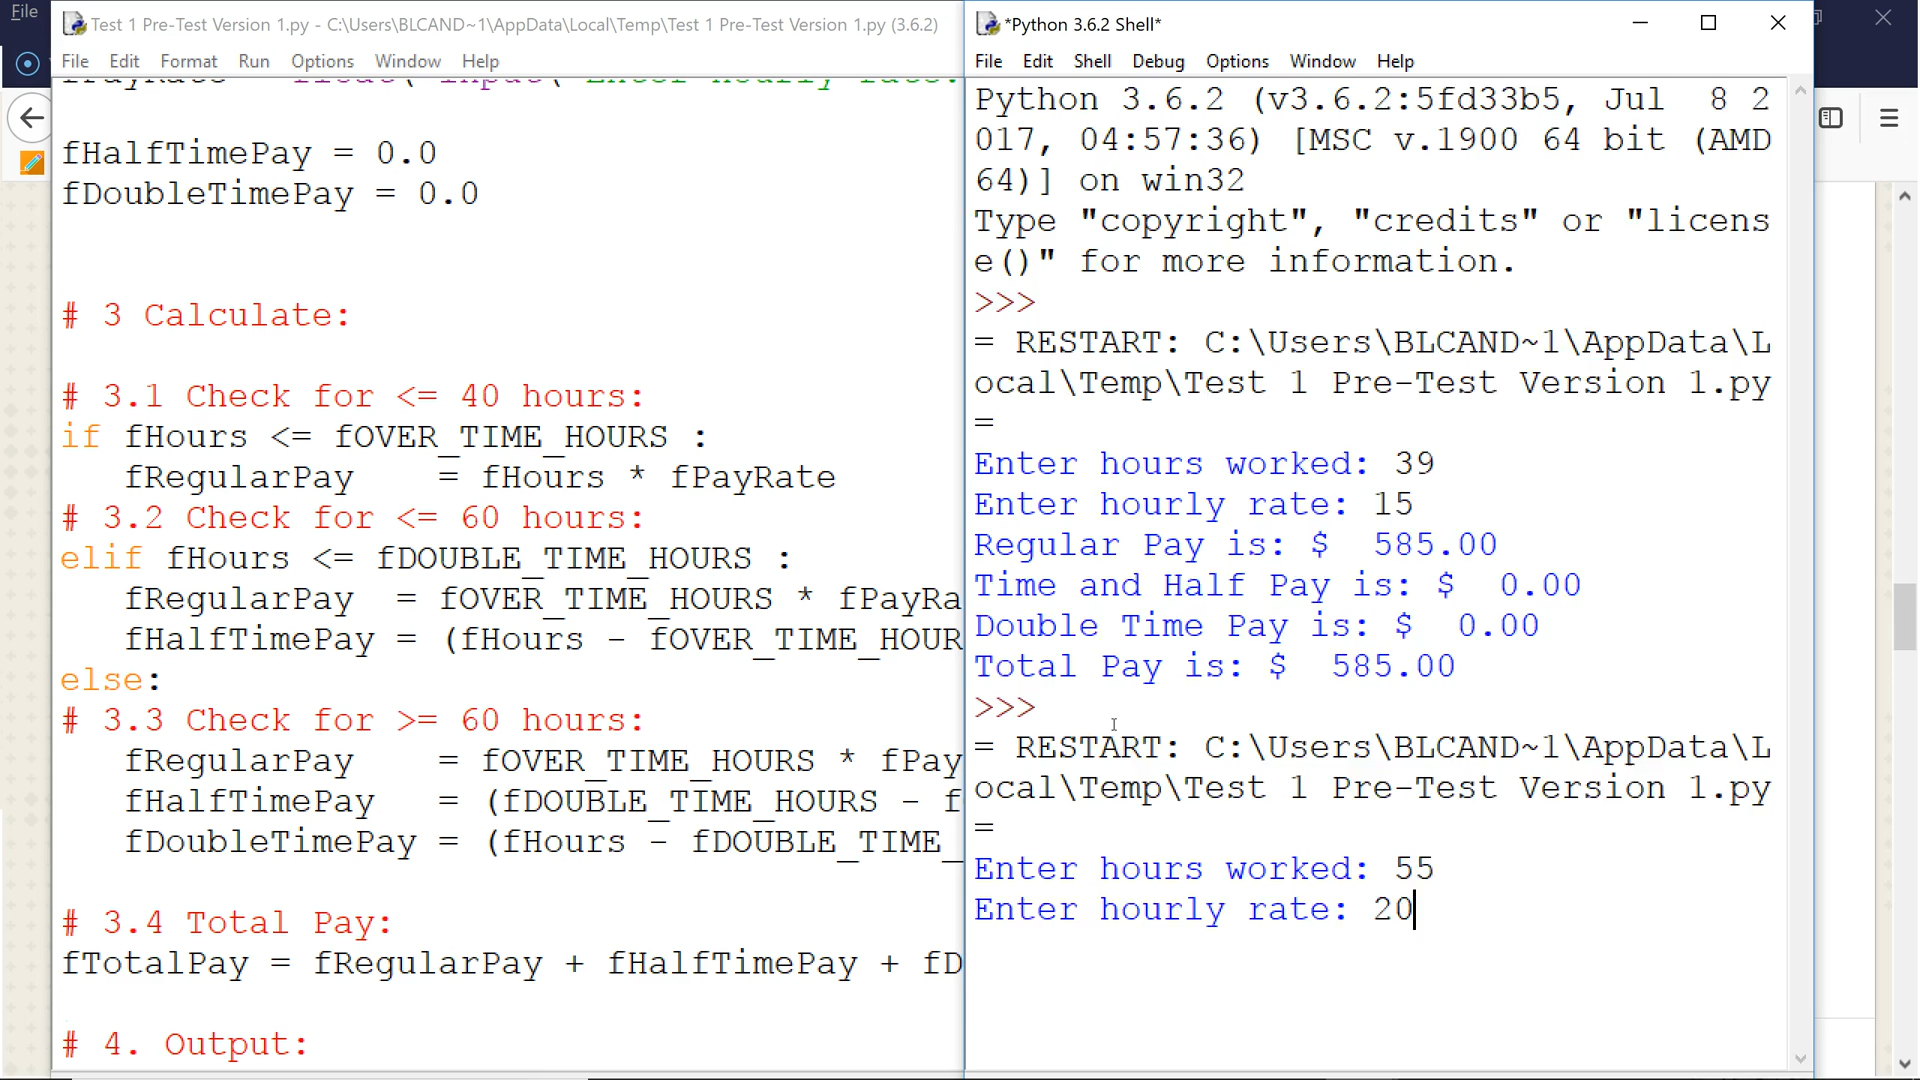 File
Test 1 Pre-Test Version 1.py - C:\Users\BLCAND~1\AppData\Local\Temp\Test 1 Pre-Test Version 1.py (3.6.2)
File Edit Format Run Options Window Help
fHalfTimePay = 0.0
fDoubleTimePay = 0.0
# 3 Calculate:
# 3.1 Check for <= 40 hours:
if fHours <= fOVER_TIME_HOURS :
fRegularPay = fHours * fPayRate
# 3.2 Check for <= 60 hours:
elif fHours <= fDOUBLE_TIME_HOURS :
fRegularPay = fOVER_TIME_HOURS * fPayRa
fHalfTimePay = (fHours - fOVER_TIME_HOUR
else:
# 3.3 Check for >= 60 hours:
fRegularPay = fOVER_TIME_HOURS * fPay
fHalfTimePay = (fDOUBLE_TIME_HOURS - f
fDoubleTimePay = (fHours - fDOUBLE_TIME_
# 3.4 Total Pay:
fTotalPay = fRegularPay + fHalfTimePay + fD
# 4. Output:
*Python 3.6.2 Shell*
File Edit Shell Debug Options Window Help
Python 3.6.2 (v3.6.2:5fd33b5, Jul 8 2
017, 04:57:36) [MSC v.1900 64 bit (AMD
64)] on win32
Type "copyright", "credits" or "licens
e()" for more information.
>>>
= RESTART: C:\Users\BLCAND~1\AppData\L
ocal\Temp\Test 1 Pre-Test Version 1.py
=
Enter hours worked: 39
Enter hourly rate: 15
Regular Pay is: $ 585.00
Time and Half Pay is: $ 0.00
Double Time Pay is: $ 0.00
Total Pay is: $ 585.00
>>>
= RESTART: C:\Users\BLCAND~1\AppData\L
ocal\Temp\Test 1 Pre-Test Version 1.py
=
Enter hours worked: 55
Enter hourly rate: 20